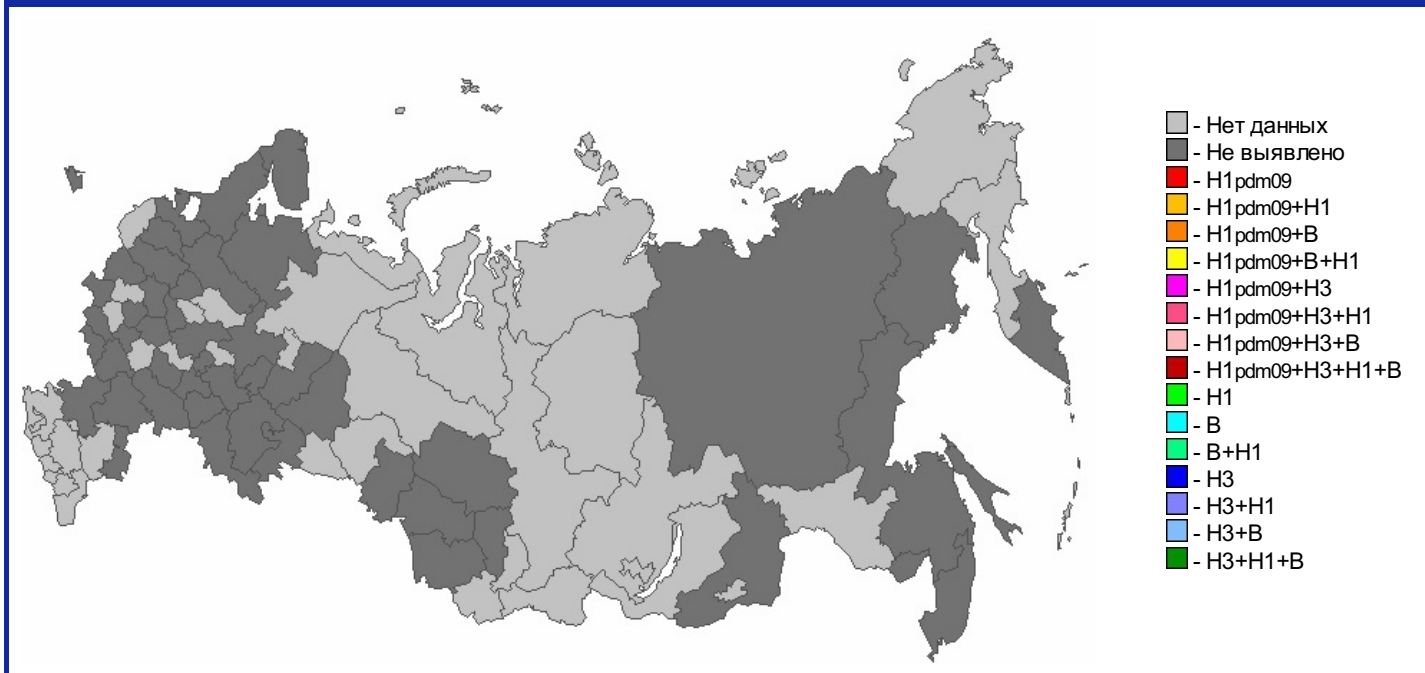 - Нет данных
- Не выявлено
- H1pdm09
- H1pdm09+H1
- H1pdm09+B
- H1pdm09+B+H1
- H1pdm09+H3
- H1pdm09+H3+H1
- H1pdm09+H3+B
- H1pdm09+H3+H1+B
- H1
- B
- B+H1
- H3
- H3+H1
- H3+B
- H3+H1+B